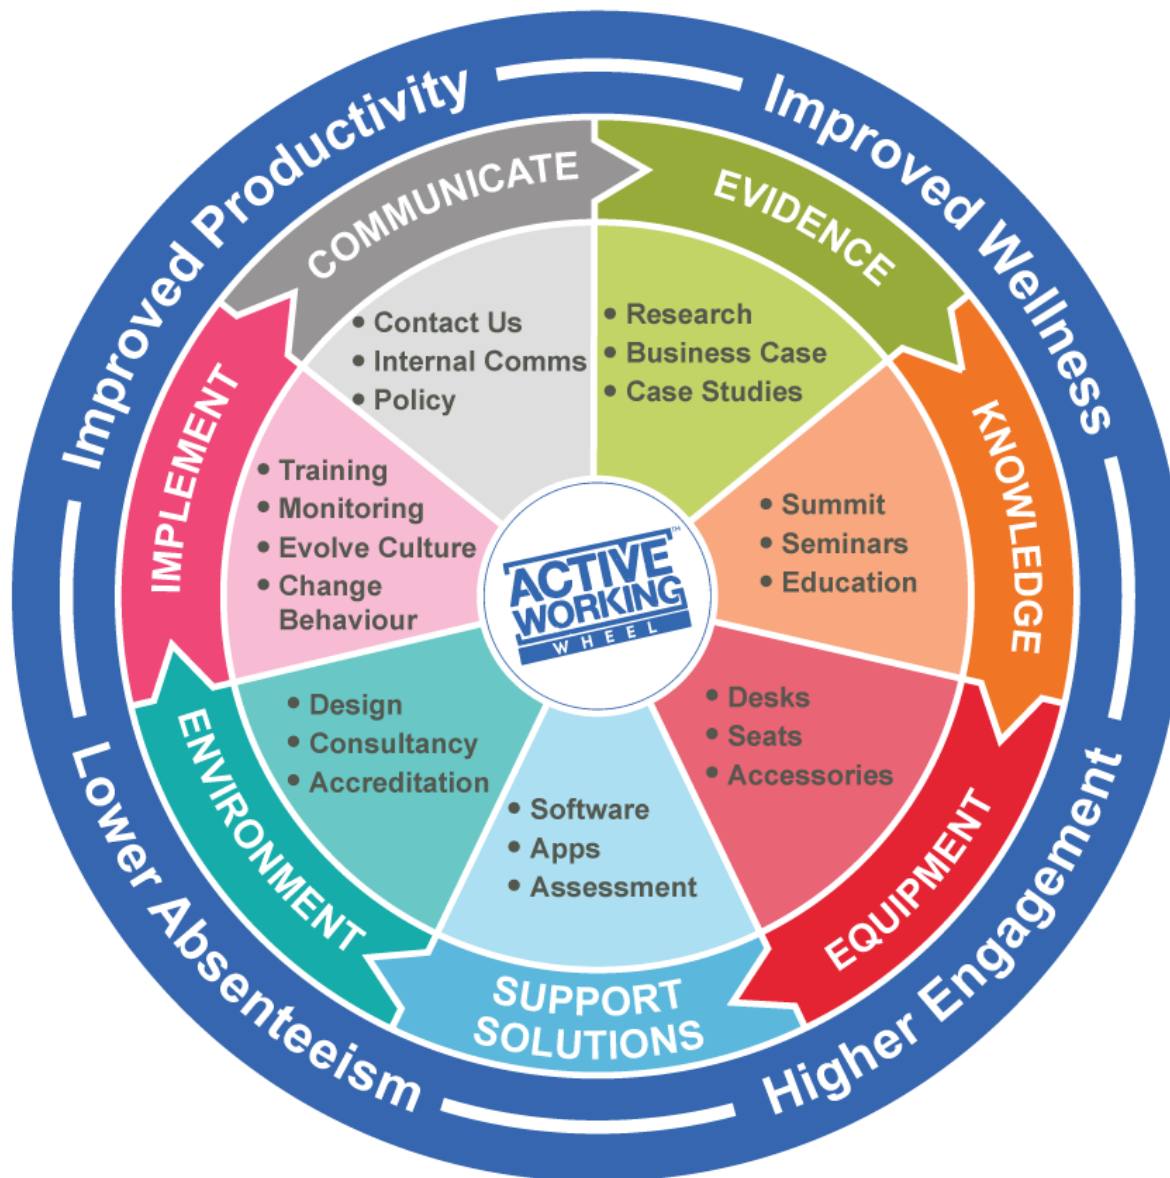 Improved Productivity
Improved Wellness
Higher Engagement
Lower Absenteeism
COMMUNICATE
• Contact Us
• Internal Comms
• Policy
EVIDENCE
• Research
• Business Case
• Case Studies
KNOWLEDGE
• Summit
• Seminars
• Education
EQUIPMENT
• Desks
• Seats
• Accessories
SUPPORT
SOLUTIONS
• Software
• Apps
• Assessment
ENVIRONMENT
• Design
• Consultancy
• Accreditation
IMPLEMENT
• Training
• Monitoring
• Evolve Culture
• Change
Behaviour
ACTIVE™
WORKING
WHEEL